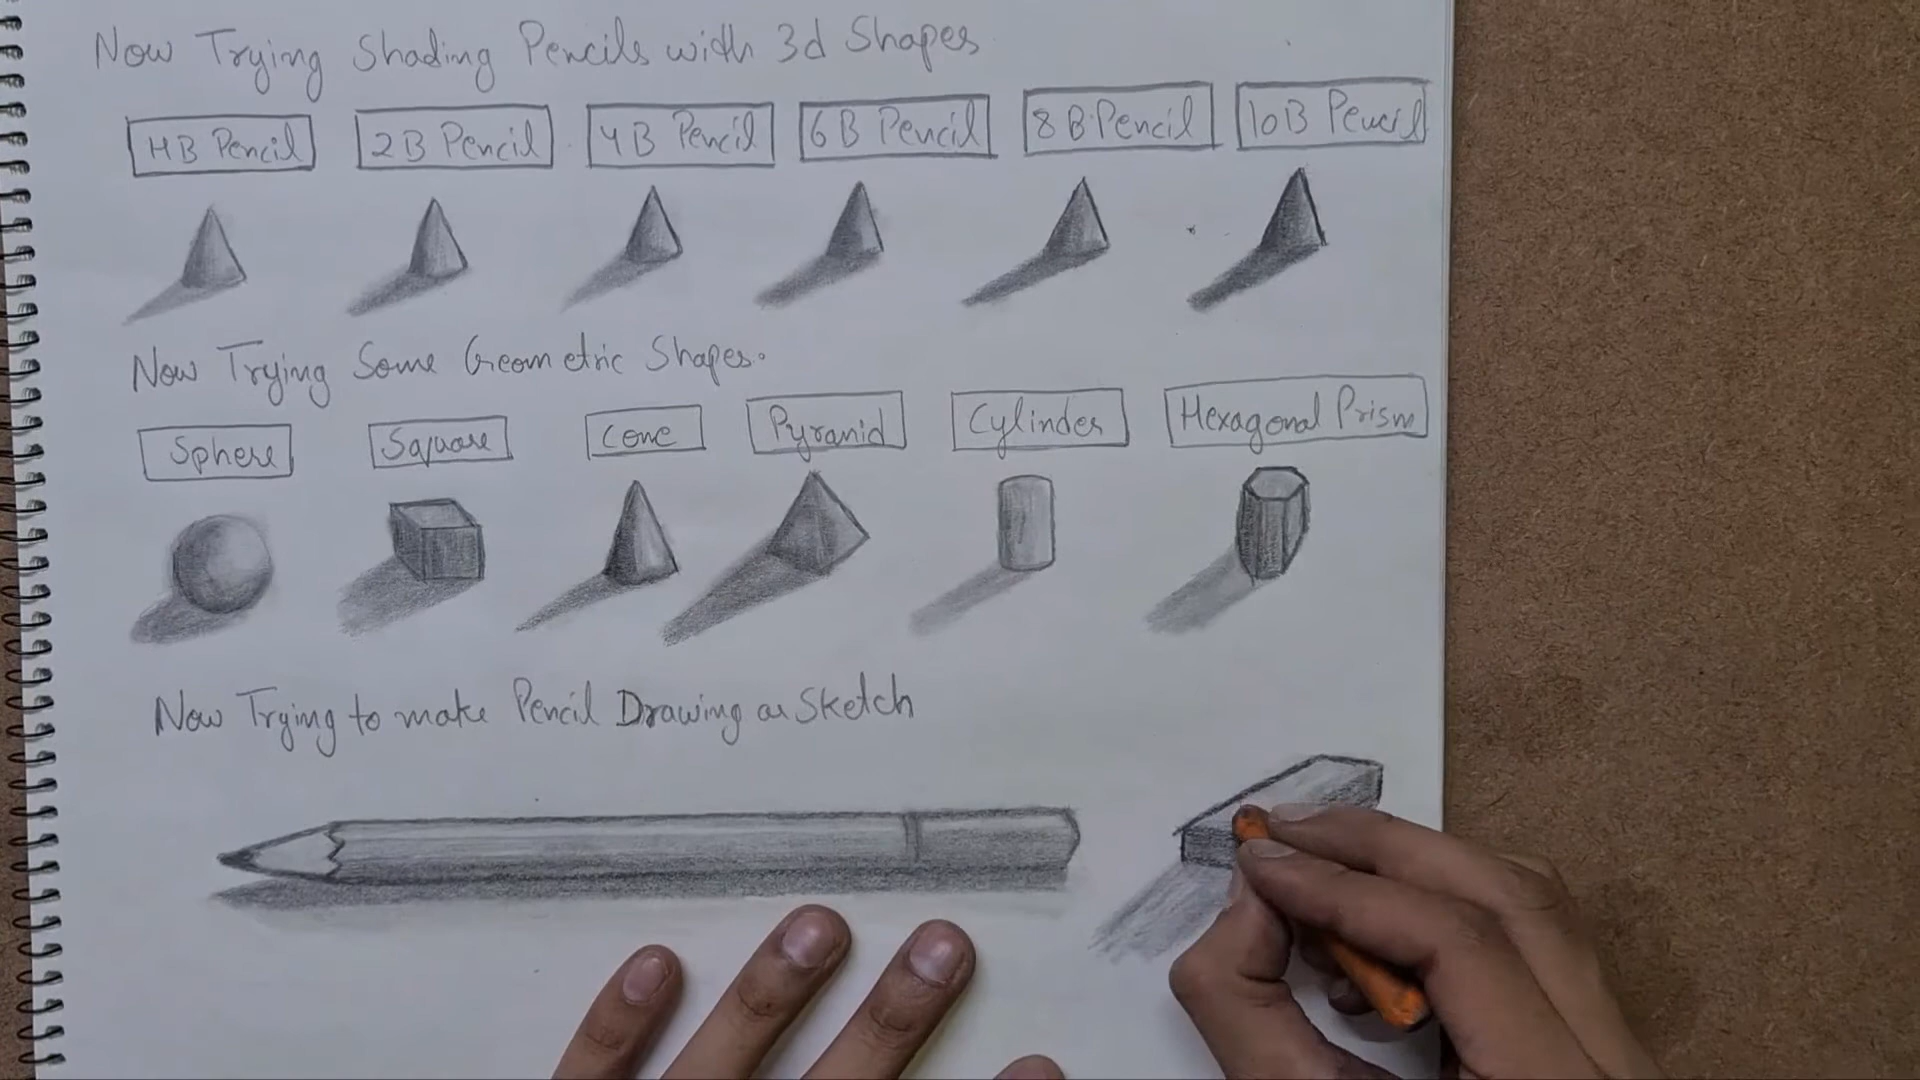 Now Trying Shading Pencils with 3d Shapes
HB Pencil 2B Pencil 4B Pencil 6B Pencil 8B Pencil 10B Pencil
Now Trying Some Geometric Shapes.
Sphere Square Cone Pyramid Cylinder Hexagonal Prism
Now Trying to make Pencil Drawing as Sketch